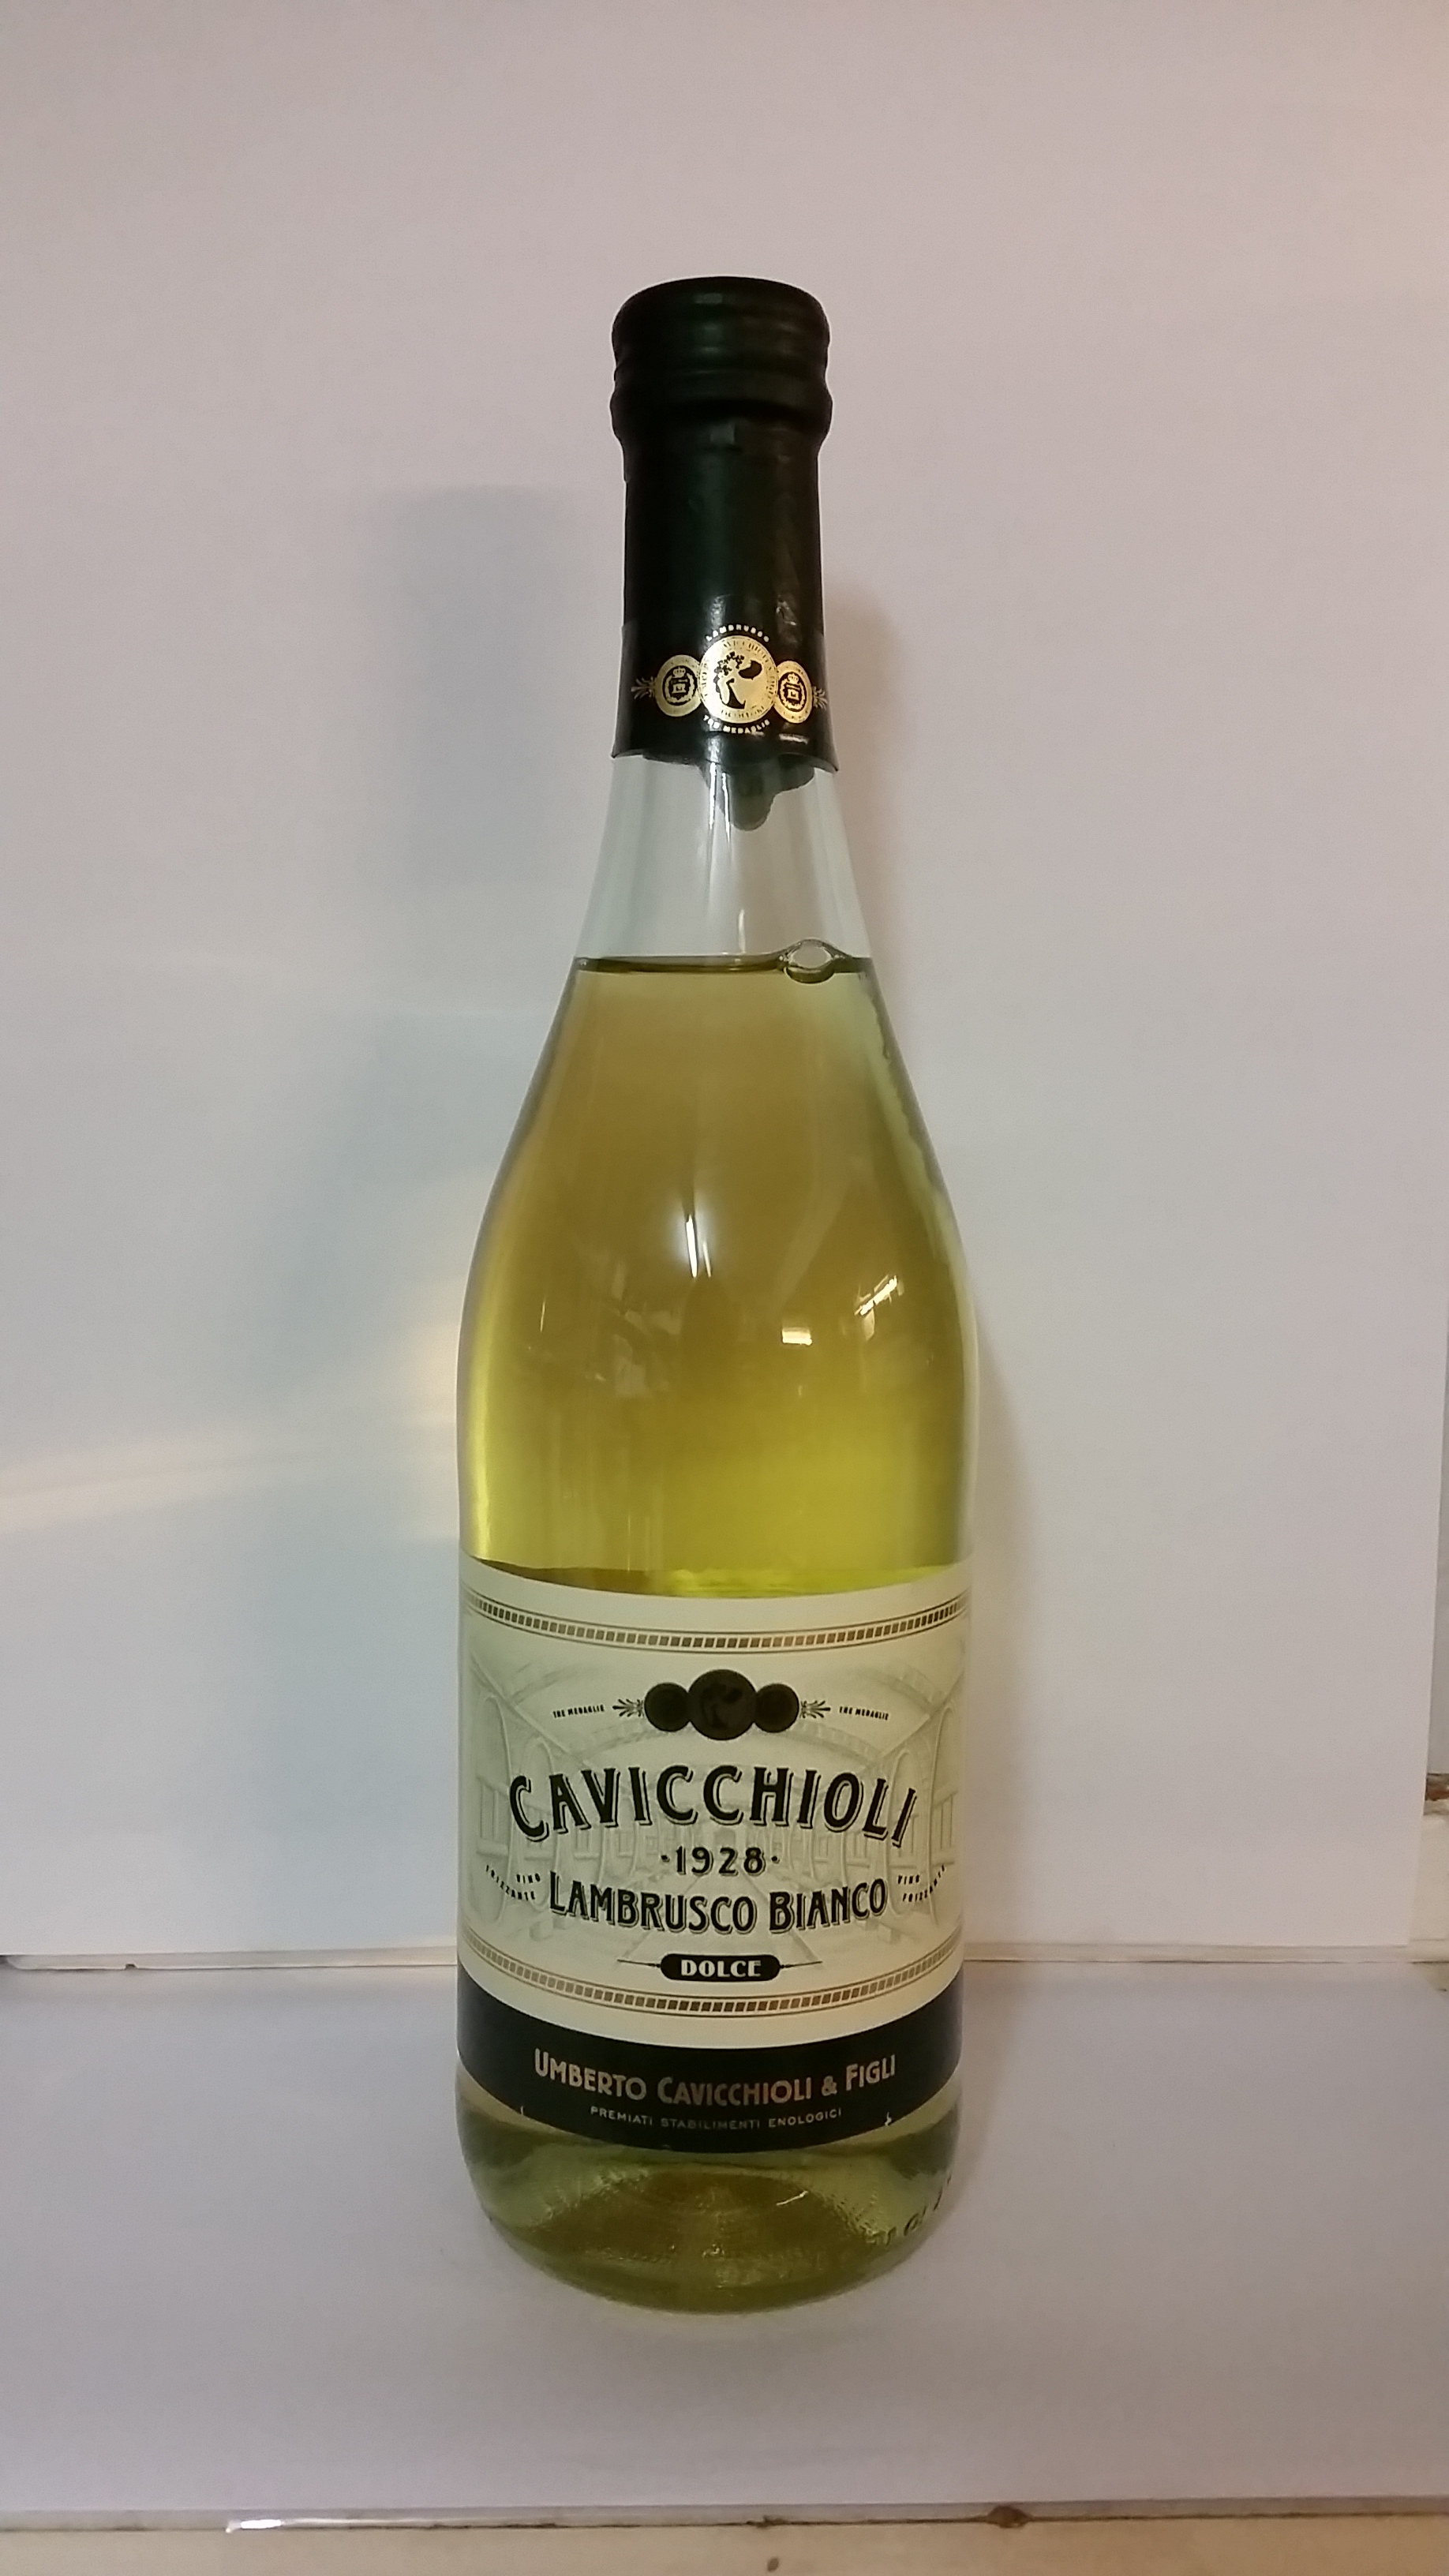 LAMBRUSCO
TRE MEDAGLIE
TRE MEDAGLIE TRE MEDAGLIE
CAVICCHIOLI
·1928·
VINO FRIZZANTE LAMBRUSCO BIANCO VINO FRIZZANTE
DOLCE
UMBERTO CAVICCHIOLI & FIGLI
PREMIATI STABILIMENTI ENOLOGICI